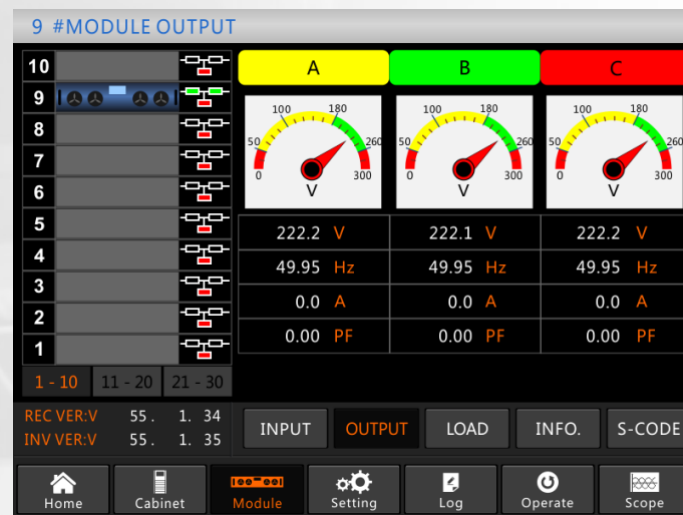 9 #MODULE OUTPUT
10
9
8
7
6
5
4
3
2
1
1 - 10 11 - 20 21 - 30
REC VER:V 55. 1. 34
INV VER:V 55. 1. 35
A B C
0 50 100 180 260 300 V
0 50 100 180 260 300 V
0 50 100 180 260 300 V
222.2 V 222.1 V 222.2 V
49.95 Hz 49.95 Hz 49.95 Hz
0.0 A 0.0 A 0.0 A
0.00 PF 0.00 PF 0.00 PF
INPUT OUTPUT LOAD INFO. S-CODE
Home Cabinet Module Setting Log Operate Scope